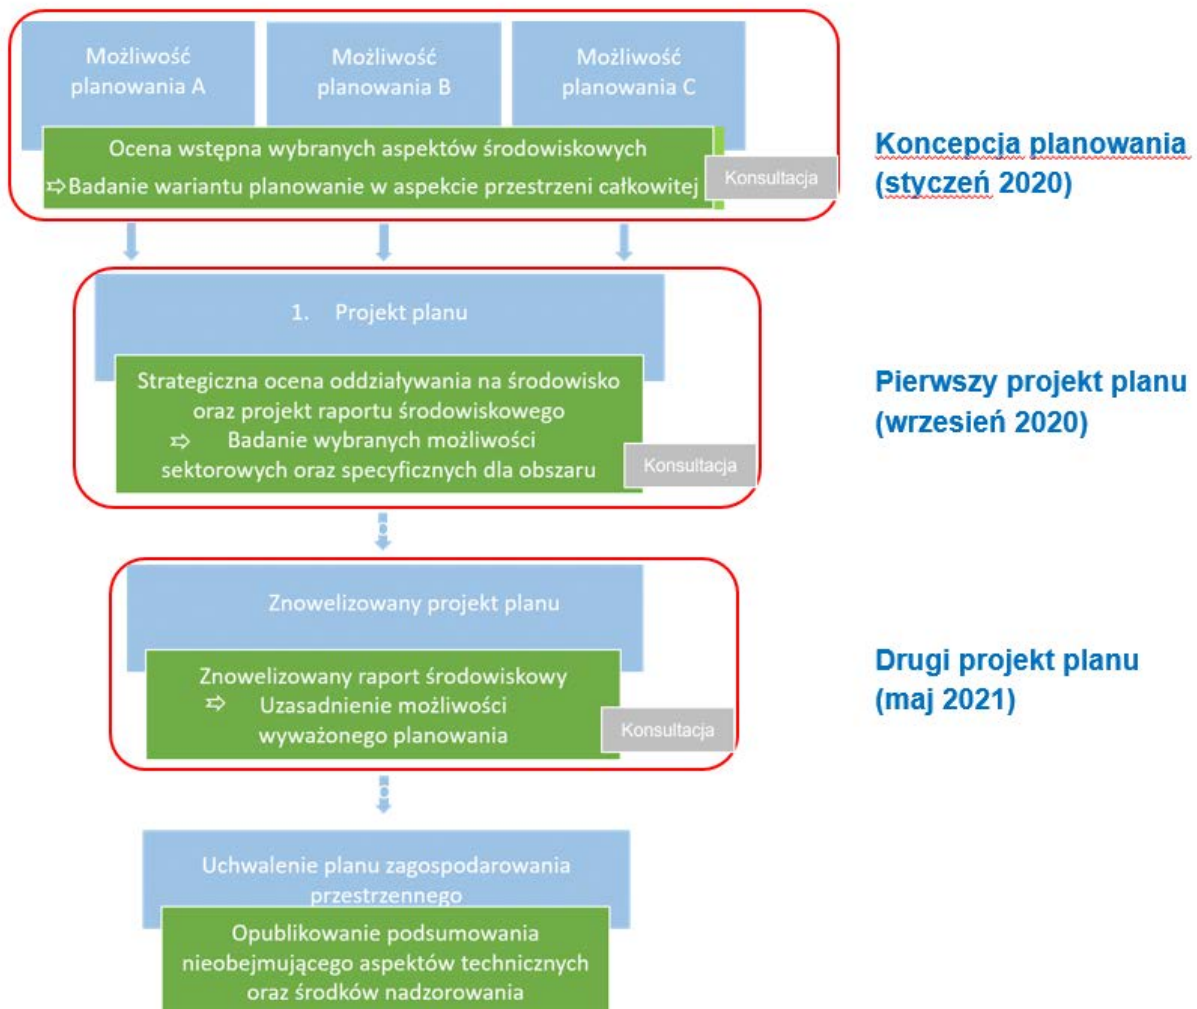 Możliwość
planowania A
Możliwość
planowania B
Możliwość
planowania C
Ocena wstępna wybranych aspektów środowiskowych
⇨Badanie wariantu planowanie w aspekcie przestrzeni całkowitej
Konsultacja
Koncepcja planowania
(styczeń 2020)
1. Projekt planu
Strategiczna ocena oddziaływania na środowisko
oraz projekt raportu środowiskowego
⇨ Badanie wybranych możliwości
sektorowych oraz specyficznych dla obszaru
Konsultacja
Pierwszy projekt planu
(wrzesień 2020)
Znowelizowany projekt planu
Znowelizowany raport środowiskowy
⇨ Uzasadnienie możliwości
wyważonego planowania
Konsultacja
Drugi projekt planu
(maj 2021)
Uchwalenie planu zagospodarowania
przestrzennego
Opublikowanie podsumowania
nieobejmującego aspektów technicznych
oraz środków nadzorowania